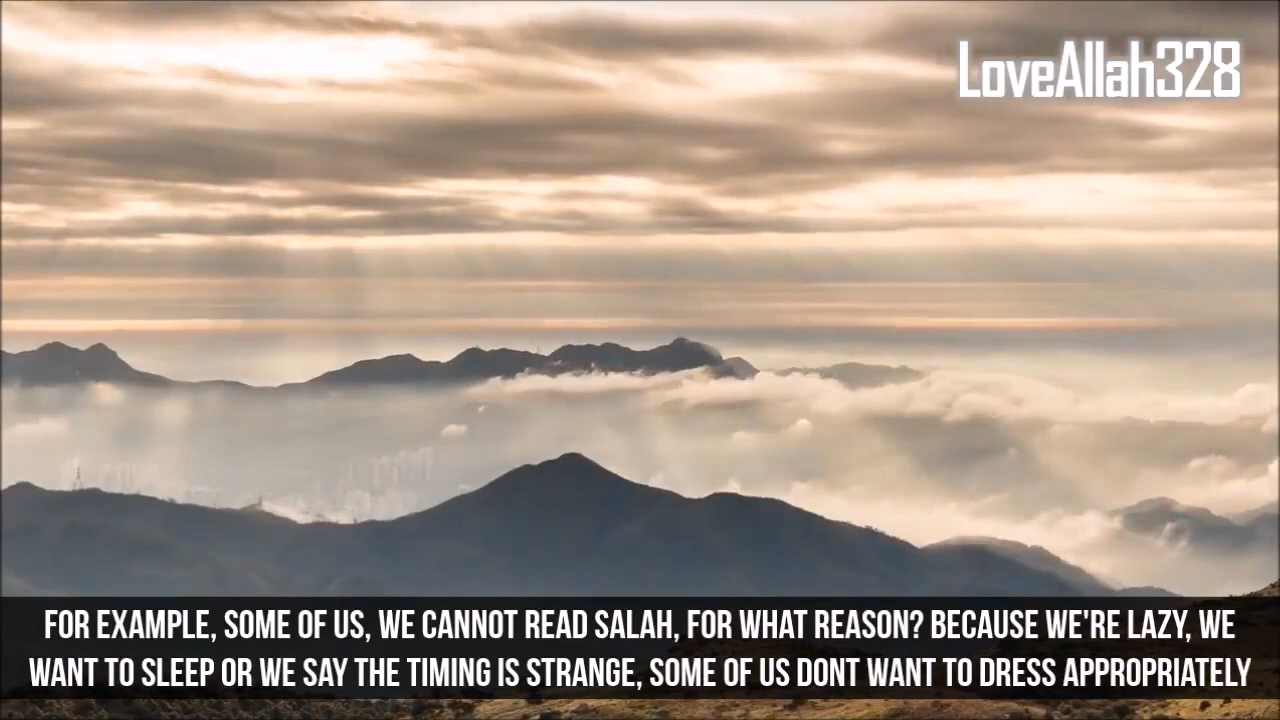 LoveAllah328
FOR EXAMPLE, SOME OF US, WE CANNOT READ SALAH, FOR WHAT REASON? BECAUSE WE'RE LAZY, WE
WANT TO SLEEP OR WE SAY THE TIMING IS STRANGE, SOME OF US DONT WANT TO DRESS APPROPRIATELY